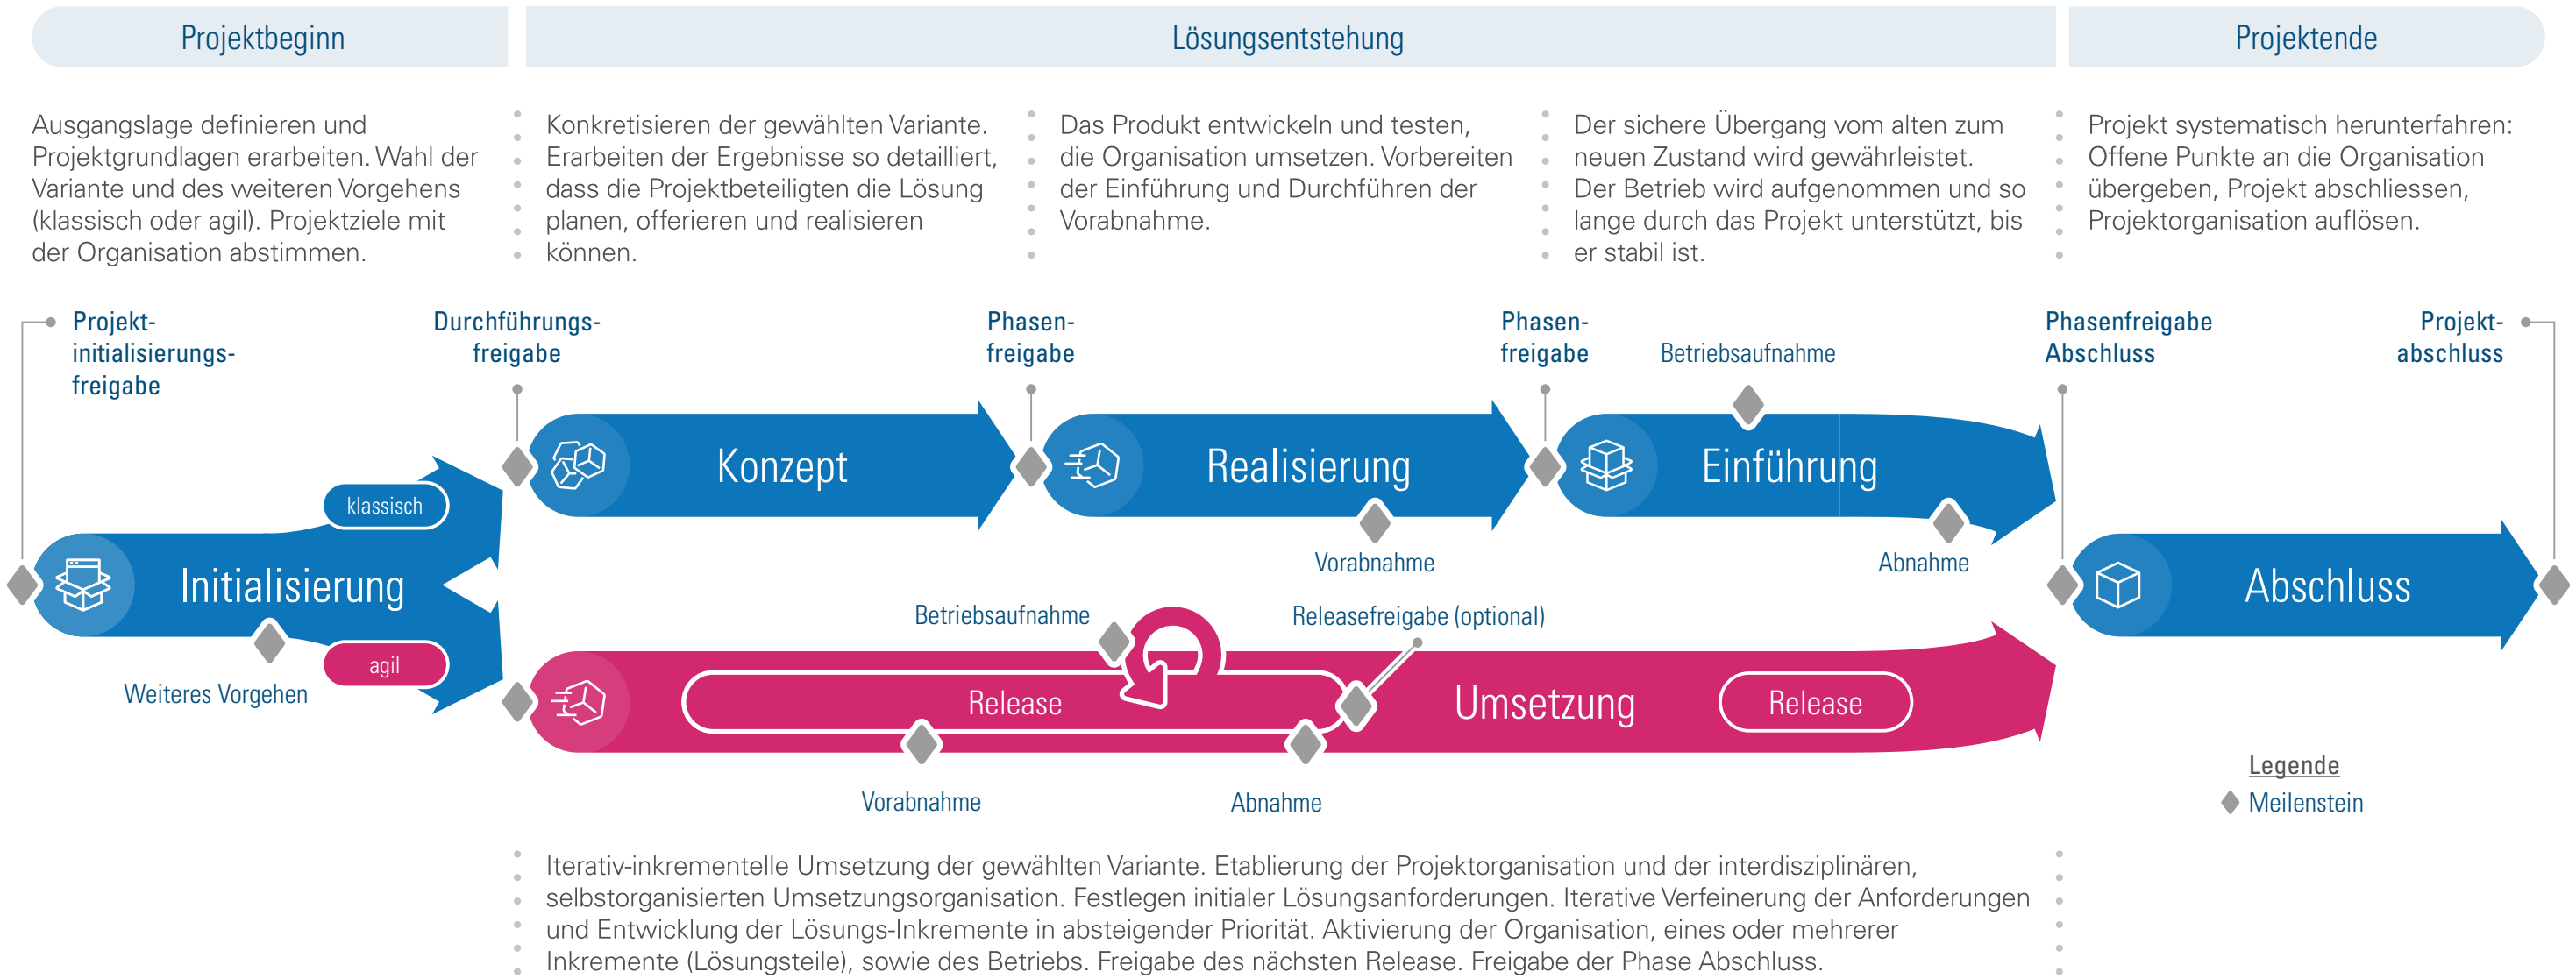 Projektbeginn
Lösungsentstehung
Projektende
Ausgangslage definieren und
Projektgrundlagen erarbeiten. Wahl der
Variante und des weiteren Vorgehens
(klassisch oder agil). Projektziele mit
der Organisation abstimmen.
Konkretisieren der gewählten Variante.
Erarbeiten der Ergebnisse so detailliert,
dass die Projektbeteiligten die Lösung
planen, offerieren und realisieren
können.
Das Produkt entwickeln und testen,
die Organisation umsetzen. Vorbereiten
der Einführung und Durchführen der
Vorabnahme.
Der sichere Übergang vom alten zum
neuen Zustand wird gewährleistet.
Der Betrieb wird aufgenommen und so
lange durch das Projekt unterstützt, bis
er stabil ist.
Projekt systematisch herunterfahren:
Offene Punkte an die Organisation
übergeben, Projekt abschliessen,
Projektorganisation auflösen.
Projekt-
initialisierungs-
freigabe
Durchführungs-
freigabe
Phasen-
freigabe
Phasen-
freigabe
Betriebsaufnahme
Phasenfreigabe
Abschluss
Projekt-
abschluss
Konzept
Realisierung
Einführung
klassisch
Vorabnahme
Abnahme
Initialisierung
Abschluss
Betriebsaufnahme
Releasefreigabe (optional)
agil
Weiteres Vorgehen
Release
Umsetzung
Release
Vorabnahme
Abnahme
Legende
Meilenstein
Iterativ-inkrementelle Umsetzung der gewählten Variante. Etablierung der Projektorganisation und der interdisziplinären,
selbstorganisierten Umsetzungsorganisation. Festlegen initialer Lösungsanforderungen. Iterative Verfeinerung der Anforderungen
und Entwicklung der Lösungs-Inkremente in absteigender Priorität. Aktivierung der Organisation, eines oder mehrerer
Inkremente (Lösungsteile), sowie des Betriebs. Freigabe des nächsten Release. Freigabe der Phase Abschluss.